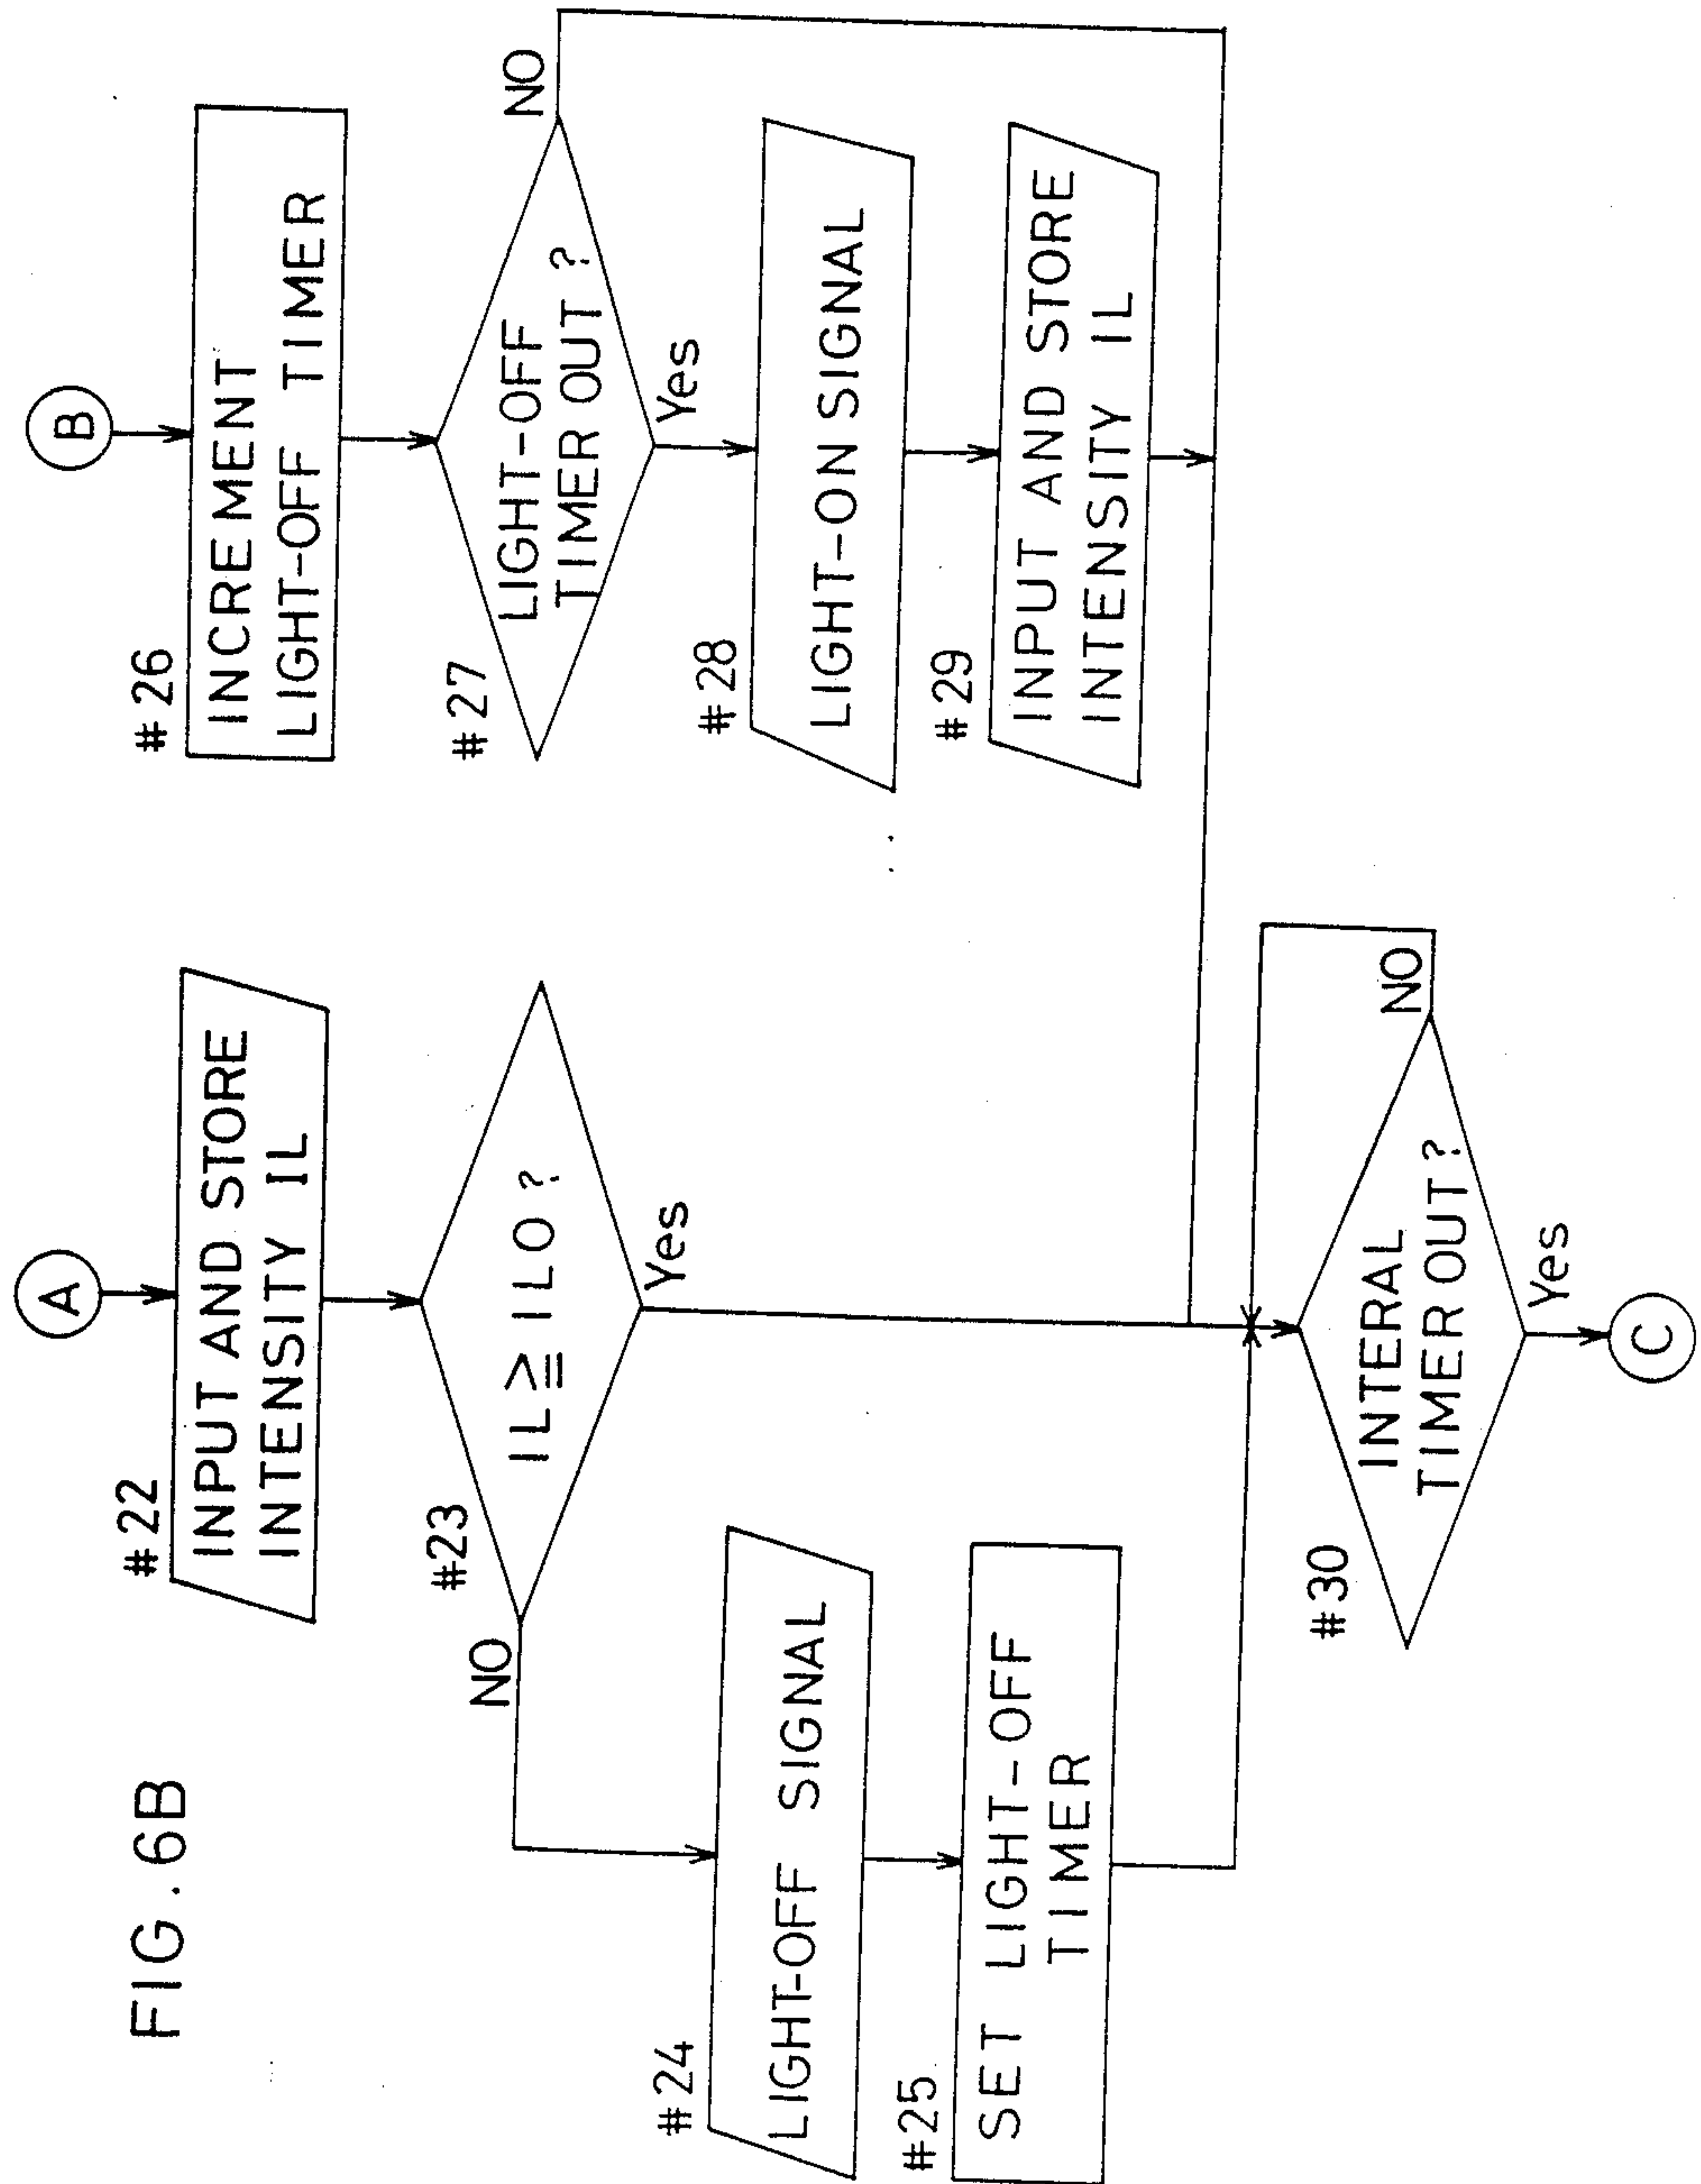 FIG. 6B
A
#22
INPUT AND STORE
INTENSITY IL
#23
IL ≧ ILO ?
NO
Yes
#24
LIGHT-OFF SIGNAL
#25
SET LIGHT-OFF
TIMER
B
#26
INCREMENT
LIGHT-OFF TIMER
#27
LIGHT-OFF
TIMER OUT ?
NO
Yes
#28
LIGHT-ON SIGNAL
#29
INPUT AND STORE
INTENSITY IL
#30
INTERAL
TIMER OUT ?
NO
Yes
C